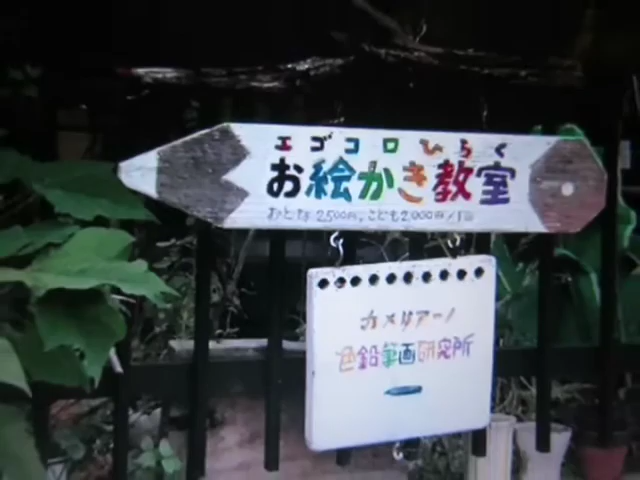 エゴコロひらく
お絵かき教室
おとな2,500円、こども2,000円/1回
カメリアーノ
色鉛筆画研究所